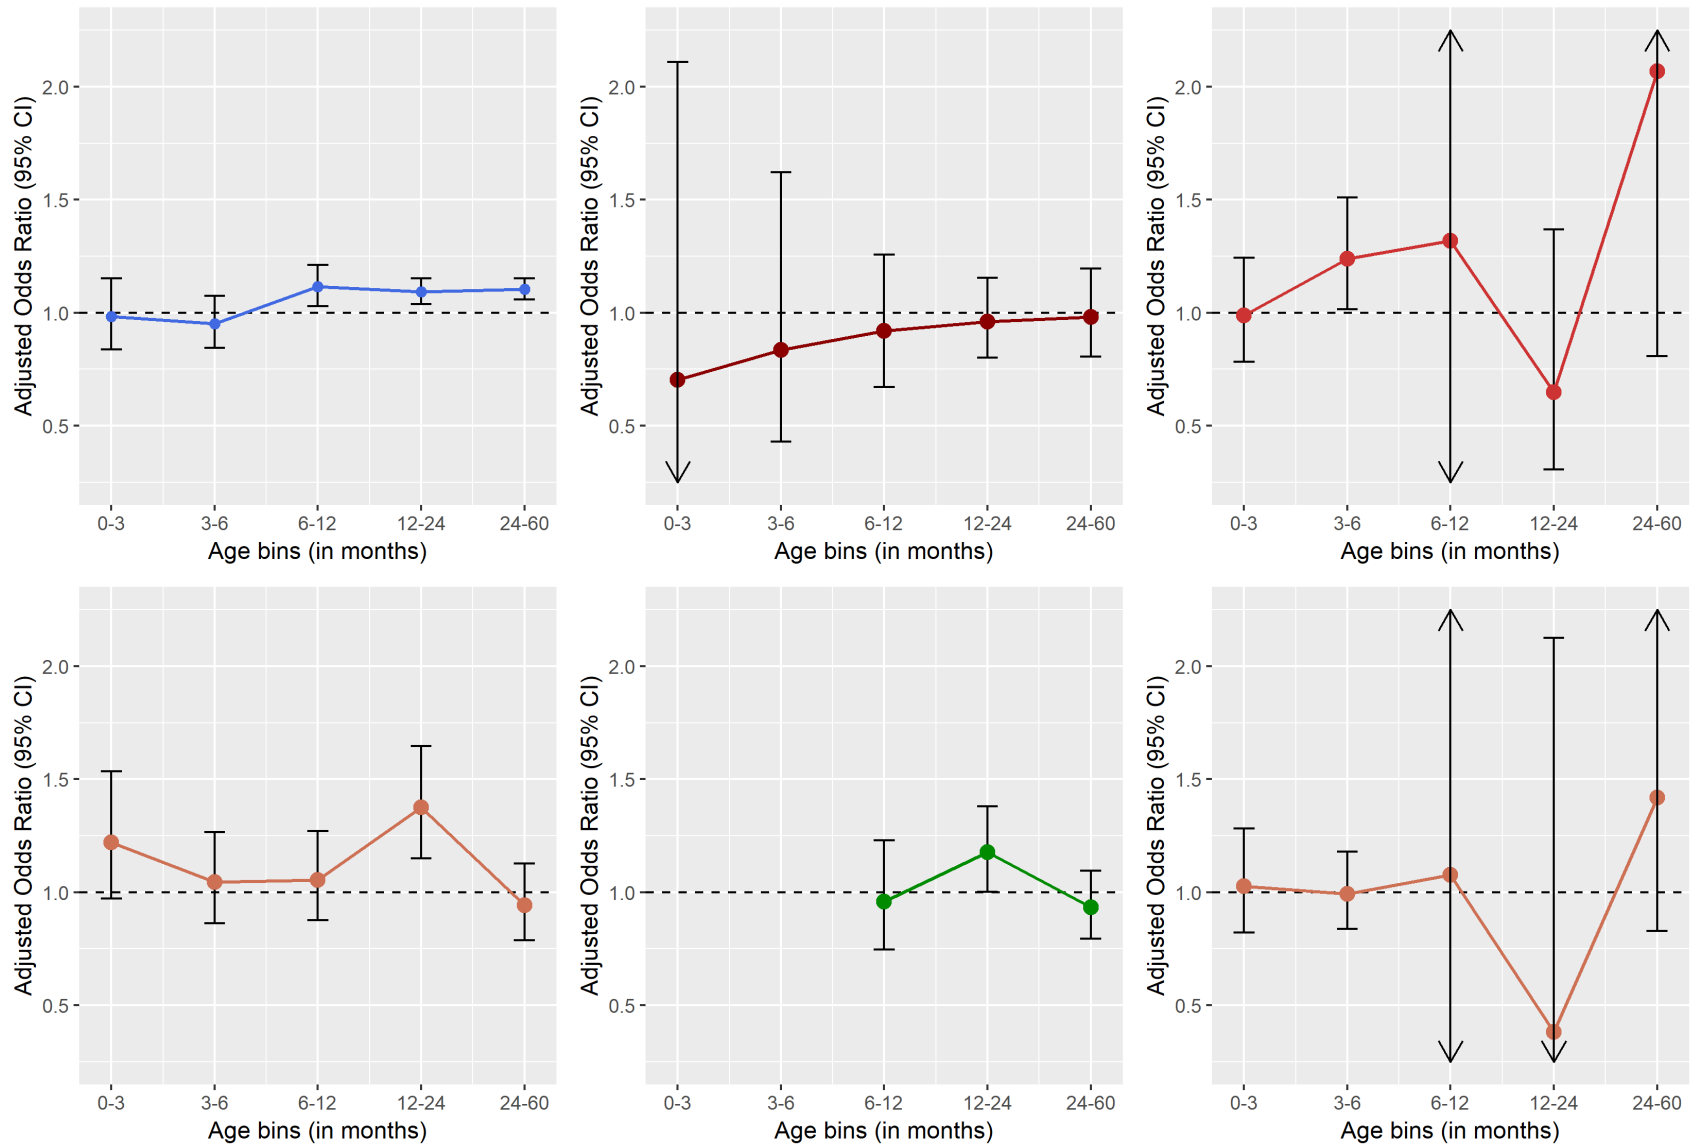 Adjusted Odds Ratio (95% CI)
2.0
1.5
1.0
0.5
0-3 3-6 6-12 12-24 24-60
Age bins (in months)
Adjusted Odds Ratio (95% CI)
2.0
1.5
1.0
0.5
0-3 3-6 6-12 12-24 24-60
Age bins (in months)
Adjusted Odds Ratio (95% CI)
2.0
1.5
1.0
0.5
0-3 3-6 6-12 12-24 24-60
Age bins (in months)
Adjusted Odds Ratio (95% CI)
2.0
1.5
1.0
0.5
0-3 3-6 6-12 12-24 24-60
Age bins (in months)
Adjusted Odds Ratio (95% CI)
2.0
1.5
1.0
0.5
0-3 3-6 6-12 12-24 24-60
Age bins (in months)
Adjusted Odds Ratio (95% CI)
2.0
1.5
1.0
0.5
0-3 3-6 6-12 12-24 24-60
Age bins (in months)